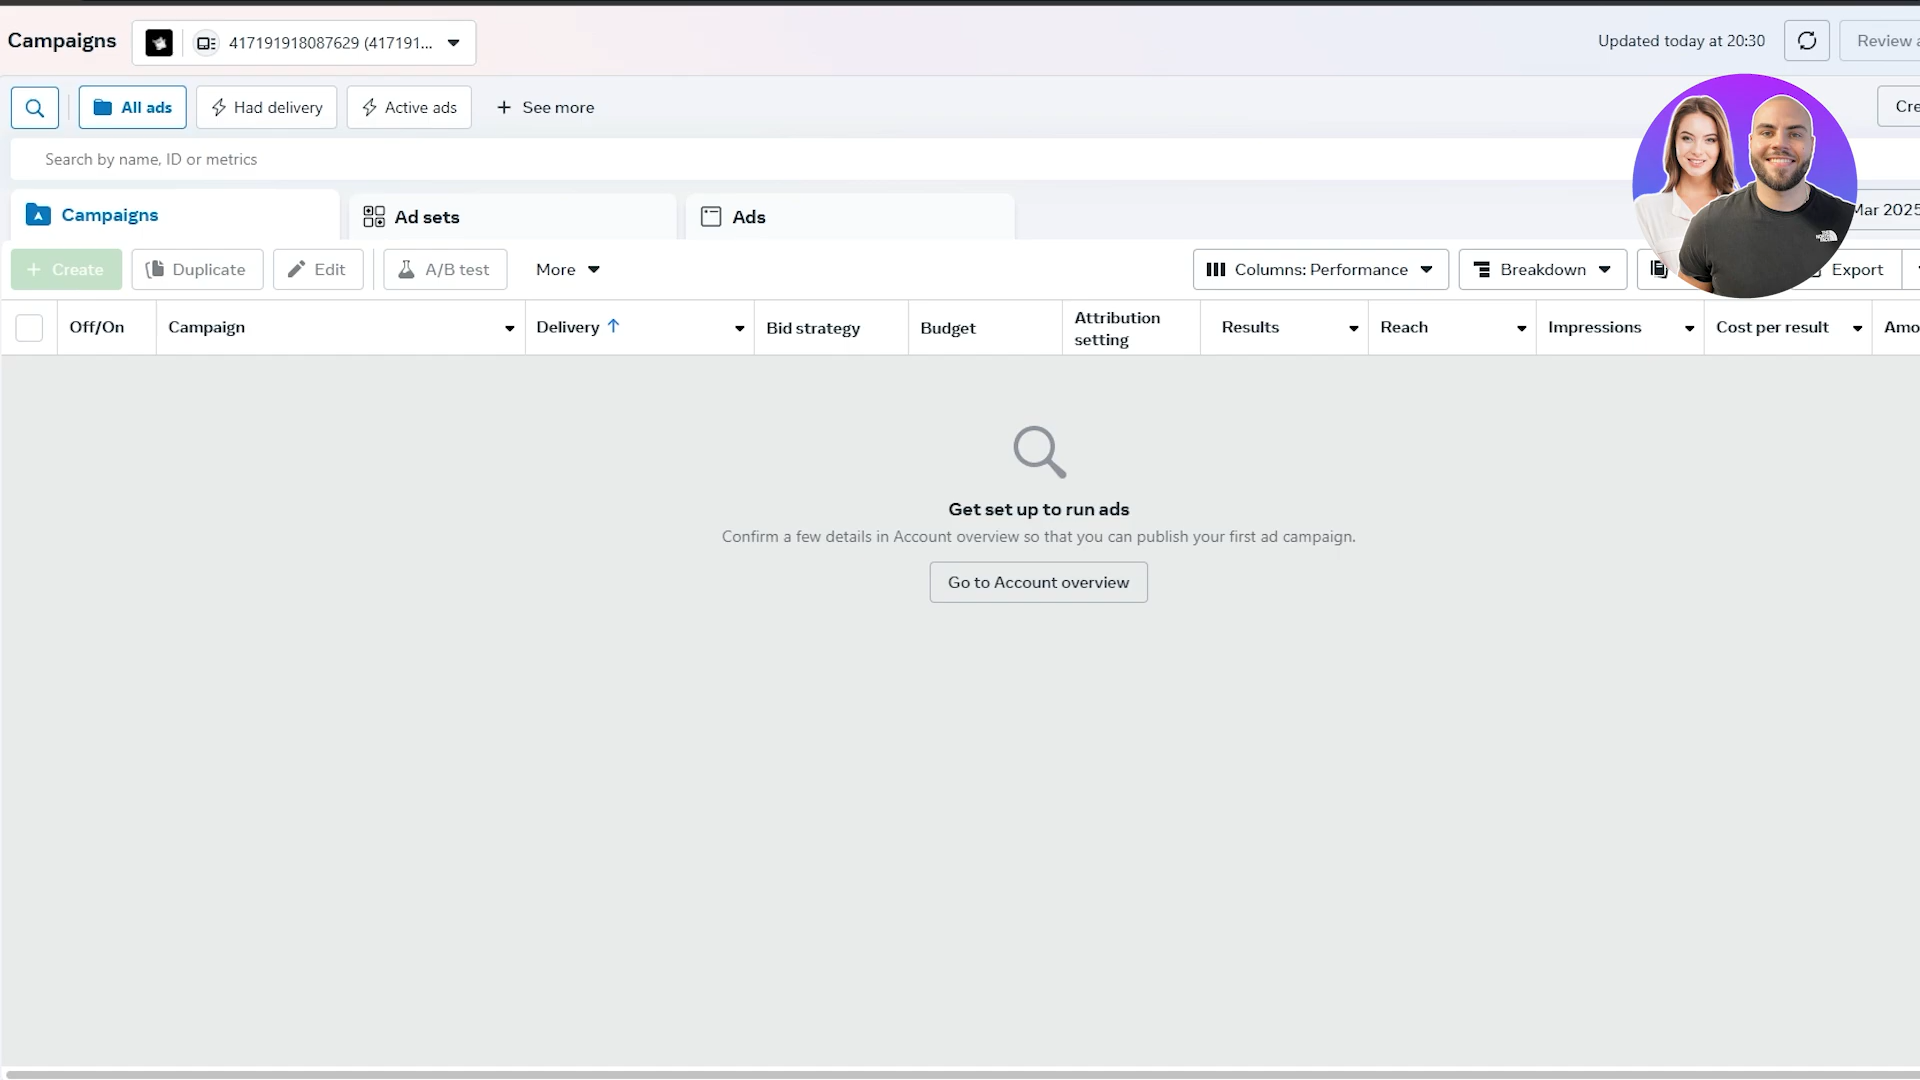 Campaigns
417191918087629 (417191...
Updated today at 20:30
Review
All ads
Had delivery
Active ads
+ See more
Cre
Search by name, ID or metrics
Campaigns
Ad sets
Ads
Mar 2025
+ Create
Duplicate
Edit
A/B test
More
Columns: Performance
Breakdown
Export
Off/On
Campaign
Delivery ↑
Bid strategy
Budget
Attribution
setting
Results
Reach
Impressions
Cost per result
Amo
Get set up to run ads
Confirm a few details in Account overview so that you can publish your first ad campaign.
Go to Account overview